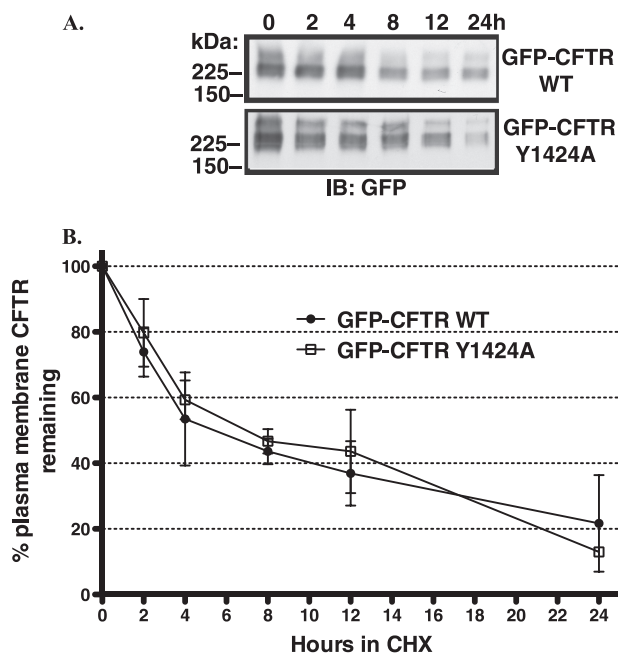 A.
0 2 4 8 12 24h
kDa:
225–
150–
GFP-CFTR
WT
225–
150–
GFP-CFTR
Y1424A
IB: GFP
B.
% plasma membrane CFTR
remaining
100
80
60
40
20
0
GFP-CFTR WT
GFP-CFTR Y1424A
0 2 4 6 8 10 12 14 16 18 20 22 24
Hours in CHX